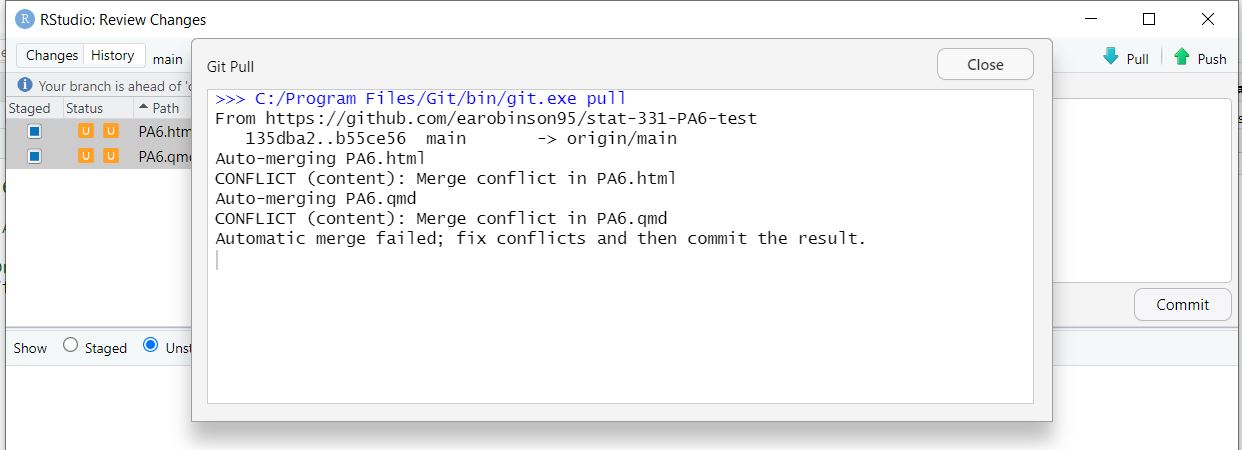 R RStudio: Review Changes
Changes History main
Pull Push
Your branch is ahead of '
Staged Status Path
U U PA6.htm
U U PA6.qm
Git Pull
Close
>>> C:/Program Files/Git/bin/git.exe pull
From https://github.com/earobinson95/stat-331-PA6-test
135dba2..b55ce56 main -> origin/main
Auto-merging PA6.html
CONFLICT (content): Merge conflict in PA6.html
Auto-merging PA6.qmd
CONFLICT (content): Merge conflict in PA6.qmd
Automatic merge failed; fix conflicts and then commit the result.
Commit
Show Staged Unst